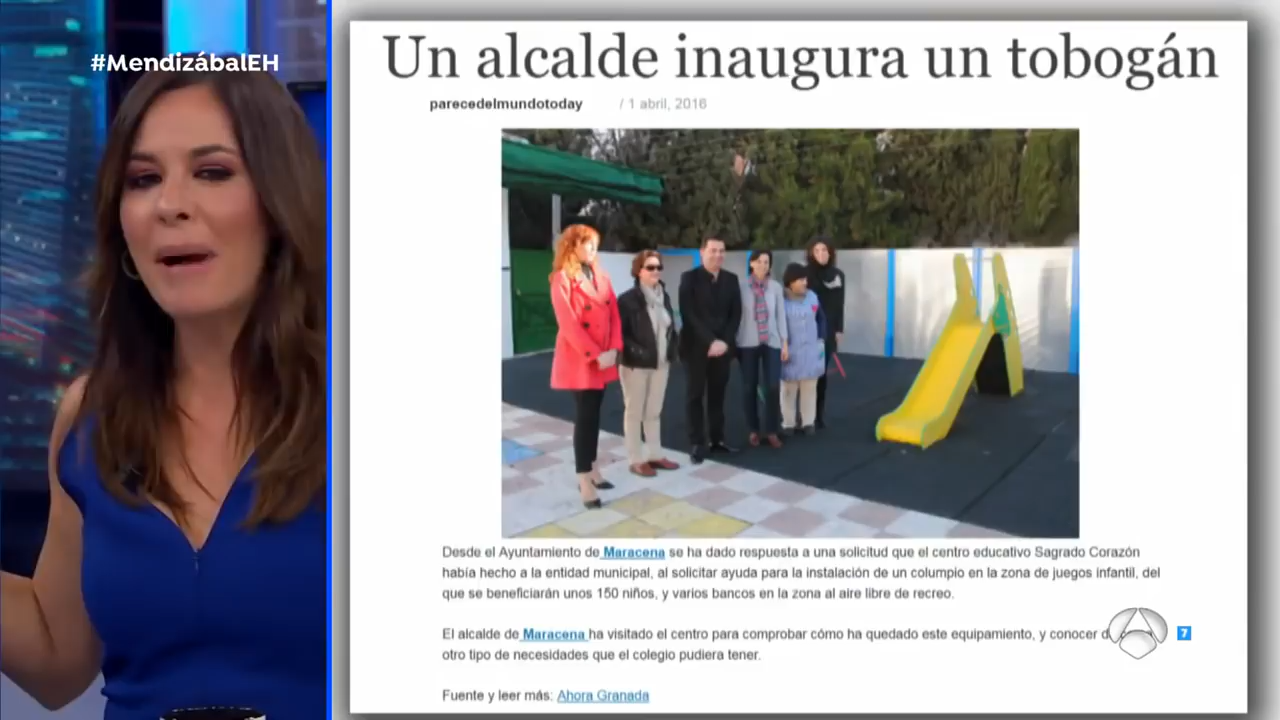 #MendizábalEH
Un alcalde inaugura un tobogán
parecedelmundotoday / 1 abril, 2016
Desde el Ayuntamiento de Maracena se ha dado respuesta a una solicitud que el centro educativo Sagrado Corazón
había hecho a la entidad municipal, al solicitar ayuda para la instalación de un columpio en la zona de juegos infantil, del
que se beneficiarán unos 150 niños, y varios bancos en la zona al aire libre de recreo.
El alcalde de Maracena ha visitado el centro para comprobar cómo ha quedado este equipamiento, y conocer
otro tipo de necesidades que el colegio pudiera tener.
7
Fuente y leer más: Ahora Granada